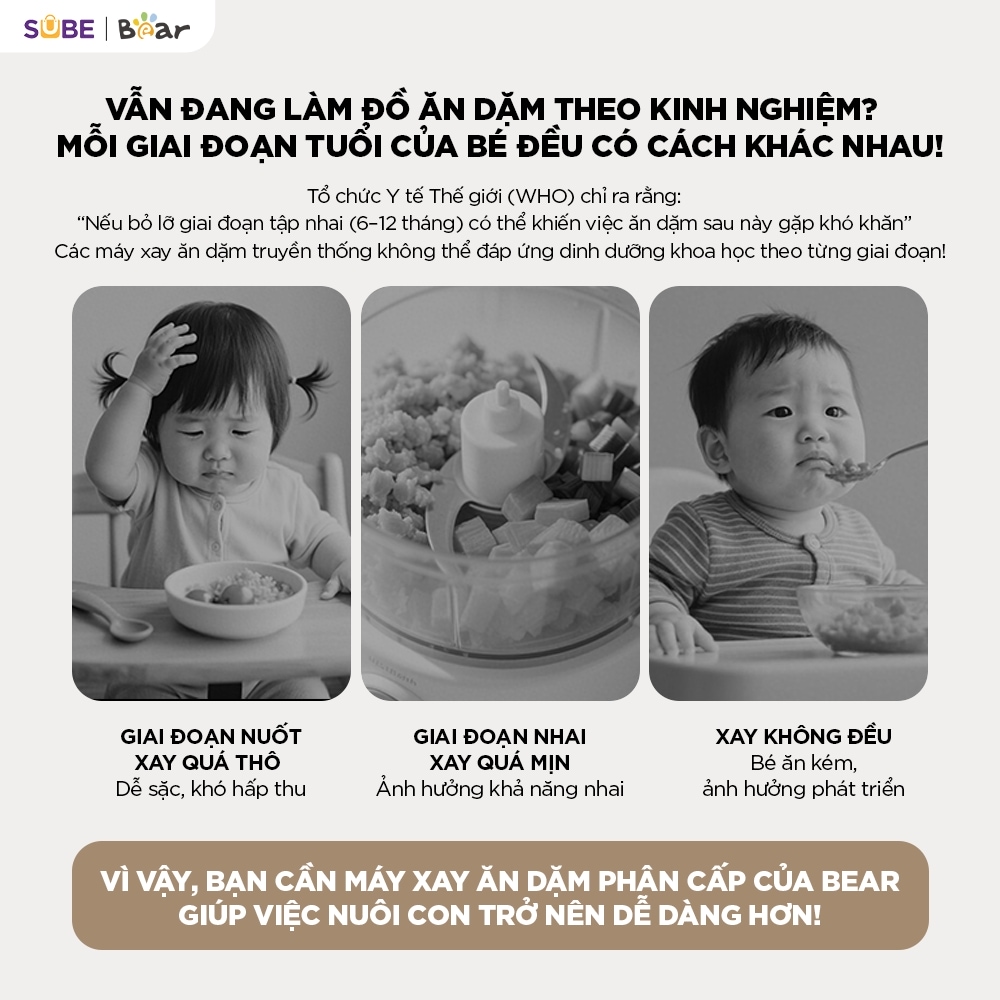 SUBE | Bear
VẪN ĐANG LÀM ĐỒ ĂN DẶM THEO KINH NGHIỆM?
MỖI GIAI ĐOẠN TUỔI CỦA BÉ ĐỀU CÓ CÁCH KHÁC NHAU!
Tổ chức Y tế Thế giới (WHO) chỉ ra rằng:
“Nếu bỏ lỡ giai đoạn tập nhai (6–12 tháng) có thể khiến việc ăn dặm sau này gặp khó khăn”
Các máy xay ăn dặm truyền thống không thể đáp ứng dinh dưỡng khoa học theo từng giai đoạn!
GIAI ĐOẠN NUỐT
XAY QUÁ THÔ
Dễ sặc, khó hấp thu
GIAI ĐOẠN NHAI
XAY QUÁ MỊN
Ảnh hưởng khả năng nhai
XAY KHÔNG ĐỀU
Bé ăn kém,
ảnh hưởng phát triển
VÌ VẬY, BẠN CẦN MÁY XAY ĂN DẶM PHÂN CẤP CỦA BEAR
GIÚP VIỆC NUÔI CON TRỞ NÊN DỄ DÀNG HƠN!